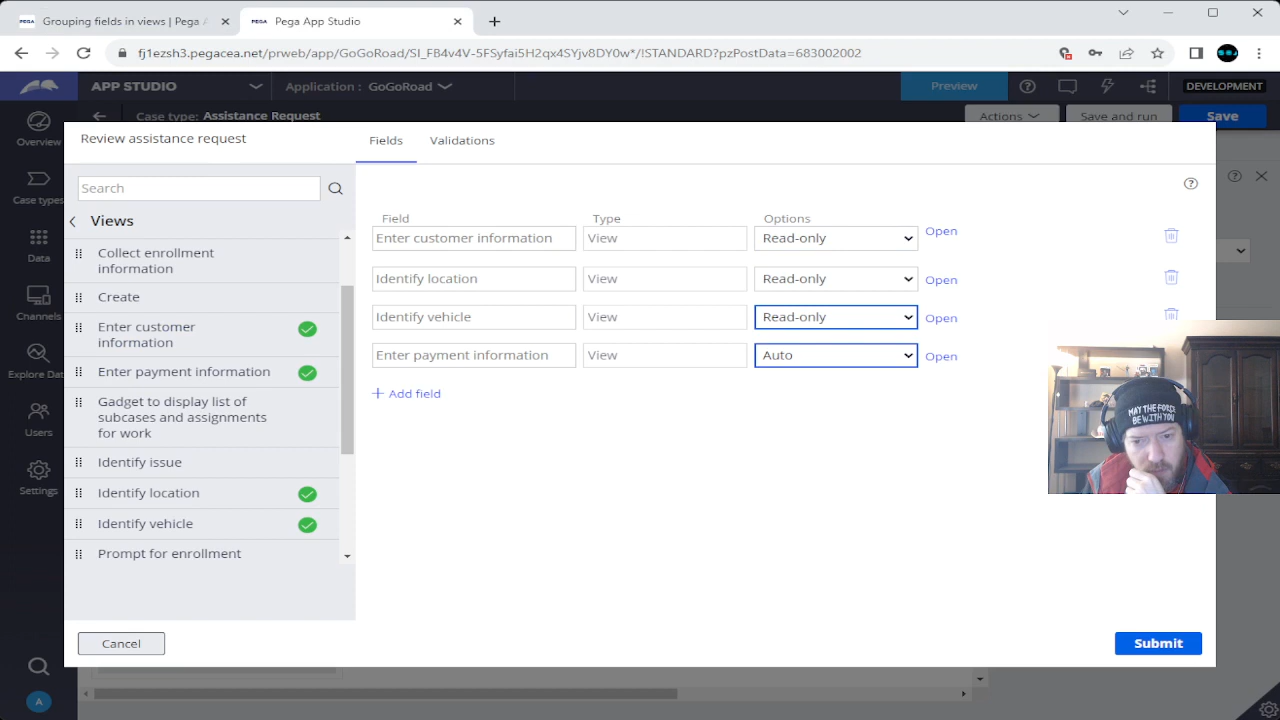 PEGA Grouping fields in views | Pega A
PEGA Pega App Studio
fj1ezsh3.pegacea.net/prweb/app/GoGoRoad/SI_FB4v4V-5FSyfai5H2qx4SYjv8DY0w*/!STANDARD?pzPostData=683002002
APP STUDIO
Application : GoGoRoad
Preview
DEVELOPMENT
Case type: Assistance Request
Actions
Save and run
Save
Overview
Case types
Data
Channels
Explore Dat
Users
Settings
A
Review assistance request
Fields
Validations
Search
Views
Collect enrollment
information
Create
Enter customer
information
Enter payment information
Gadget to display list of
subcases and assignments
for work
Identify issue
Identify location
Identify vehicle
Prompt for enrollment
Field Type Options
Enter customer information View Read-only Open
Identify location View Read-only Open
Identify vehicle View Read-only Open
Enter payment information View Auto Open
+ Add field
MAY THE FORCE
BE WITH YOU
Cancel
Submit